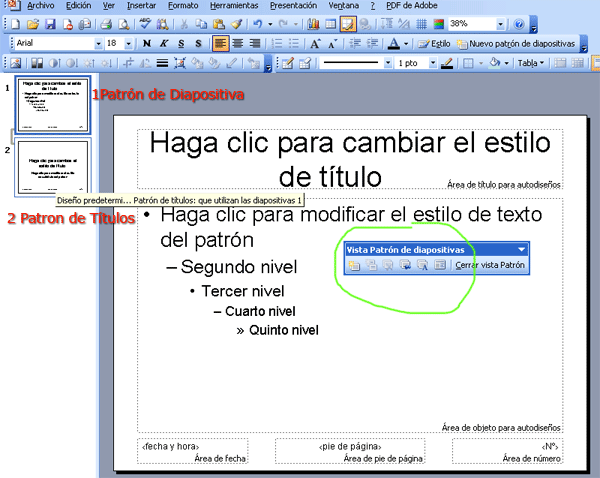 Archivo Edición Ver Insertar Formato Herramientas Presentación Ventana ? PDF de Adobe
38%
Arial 18 N K S S Estilo Nuevo patrón de diapositivas
1 pto Tabla
1
1Patrón de Diapositiva
2
Diseño predetermi... Patrón de títulos: que utilizan las diapositivas 1
2 Patron de Titulos
Haga clic para cambiar el estilo
de título
Área de título para autodiseños
• Haga clic para modificar el estilo de texto
del patrón
– Segundo nivel
• Tercer nivel
– Cuarto nivel
» Quinto nivel
Vista Patrón de diapositivas
Cerrar vista Patrón
Área de objeto para autodiseños
<fecha y hora>
Área de fecha
<pie de página>
Área de pie de página
<Nº>
Área de número